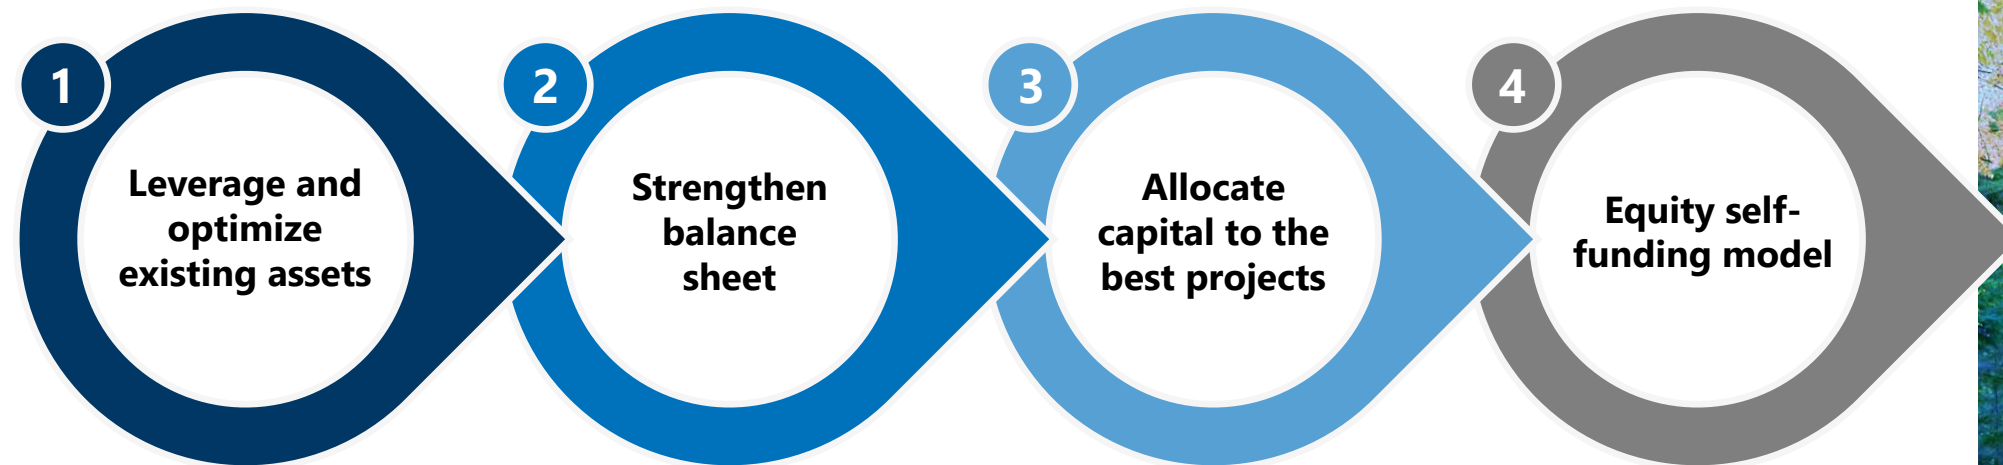 1
Leverage and
optimize
existing assets
2
Strengthen
balance
sheet
3
Allocate
capital to the
best projects
4
Equity self-
funding model